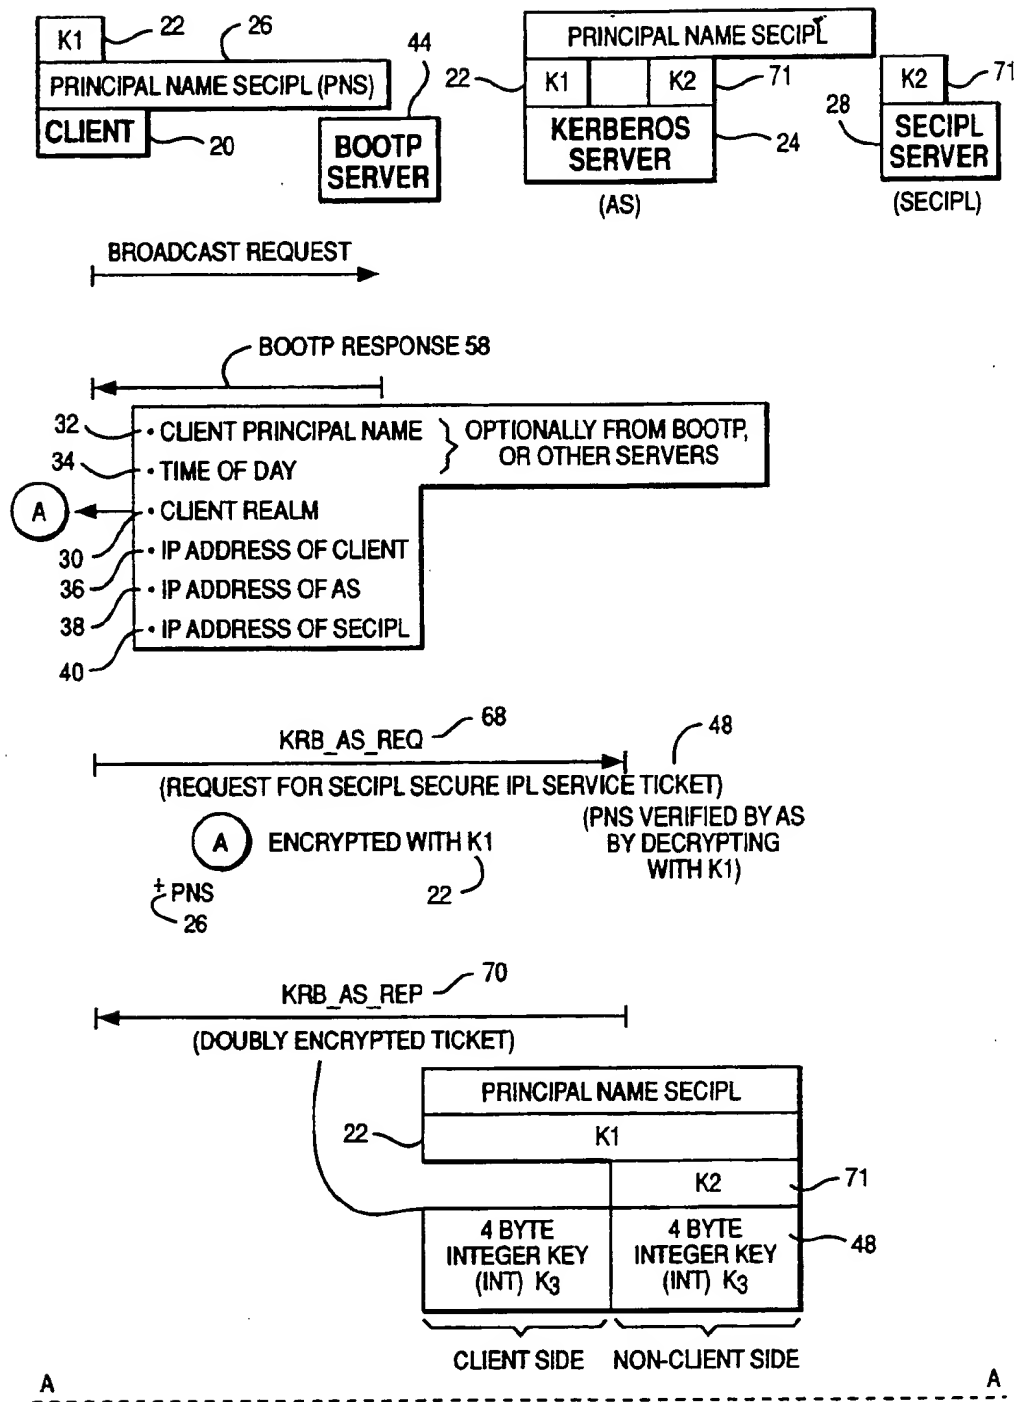 K1
22
26
PRINCIPAL NAME SECIPL (PNS)
CLIENT
20
44
BOOTP
SERVER
PRINCIPAL NAME SECIPL
22
K1
K2
71
KERBEROS
SERVER
24
(AS)
K2
71
28
SECIPL
SERVER
(SECIPL)
BROADCAST REQUEST
BOOTP RESPONSE 58
32
• CLIENT PRINCIPAL NAME
OPTIONALLY FROM BOOTP,
OR OTHER SERVERS
34
• TIME OF DAY
A
• CLIENT REALM
30
• IP ADDRESS OF CLIENT
36
• IP ADDRESS OF AS
38
• IP ADDRESS OF SECIPL
40
KRB_AS_REQ
68
48
(REQUEST FOR SECIPL SECURE IPL SERVICE TICKET)
(PNS VERIFIED BY AS
BY DECRYPTING
WITH K1)
A
ENCRYPTED WITH K1
22
± PNS
26
KRB_AS_REP
70
(DOUBLY ENCRYPTED TICKET)
PRINCIPAL NAME SECIPL
22
K1
K2
71
4 BYTE
INTEGER KEY
(INT) K3
4 BYTE
INTEGER KEY
(INT) K3
48
CLIENT SIDE
NON-CLIENT SIDE
A
A